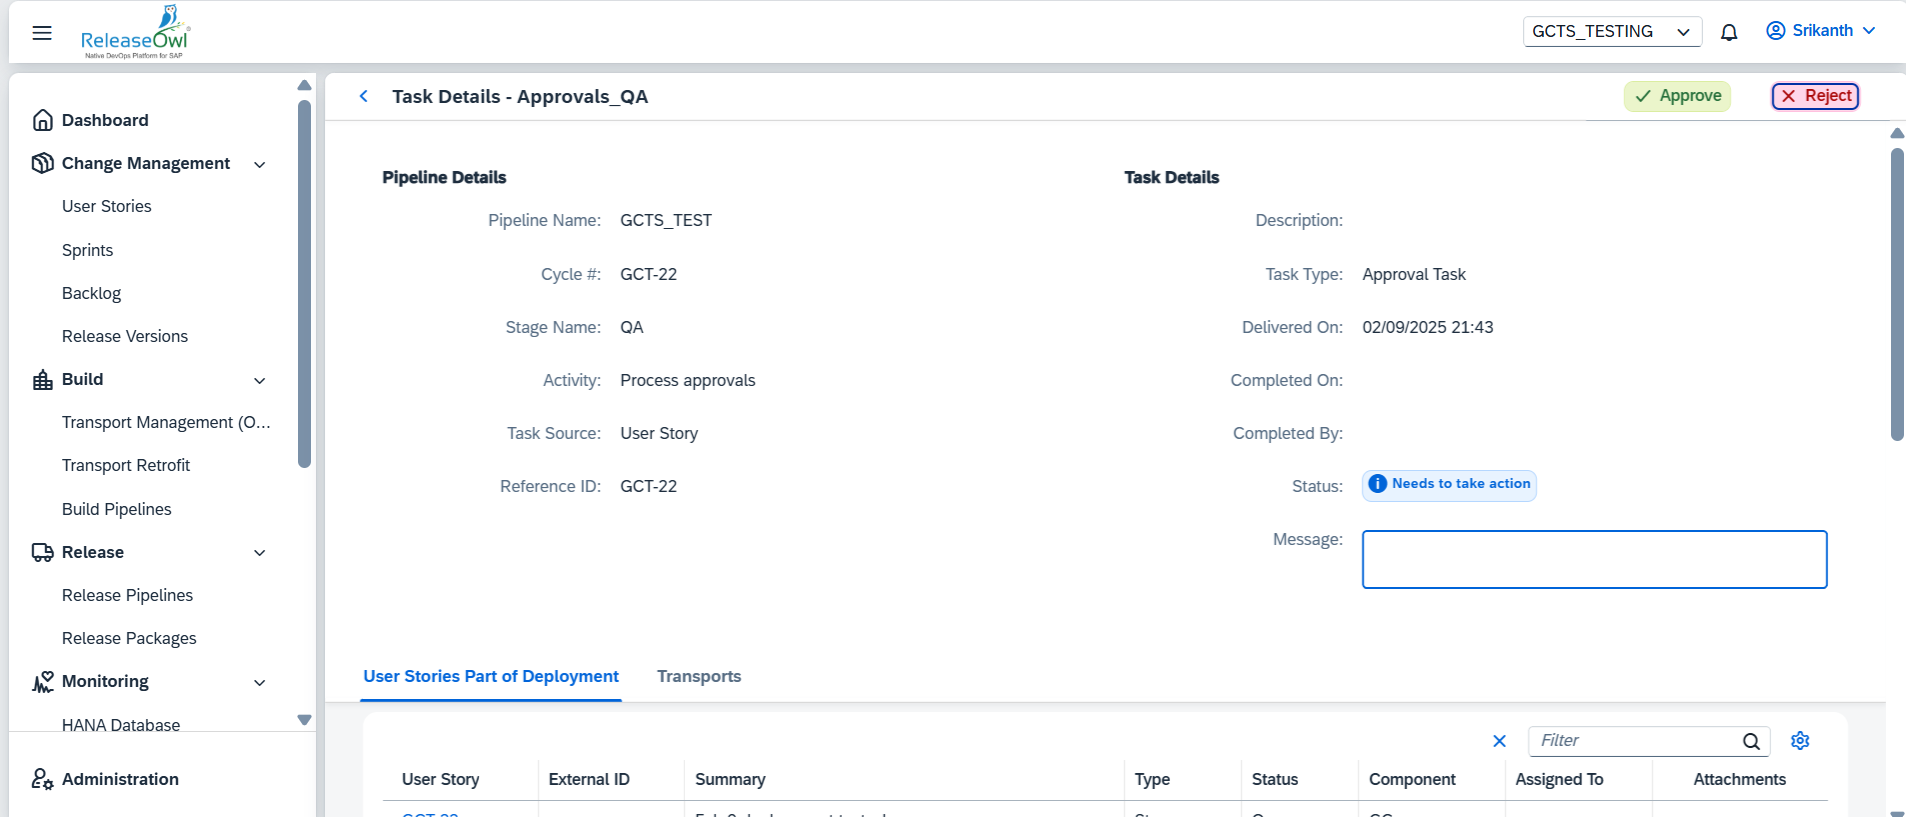 ReleaseOwl
Native DevOps Platform for SAP
GCTS_TESTING
Srikanth
Dashboard
Change Management
User Stories
Sprints
Backlog
Release Versions
Build
Transport Management (O...
Transport Retrofit
Build Pipelines
Release
Release Pipelines
Release Packages
Monitoring
HANA Database
Administration
Task Details - Approvals_QA
Approve
Reject
Pipeline Details
Pipeline Name: GCTS_TEST
Cycle #: GCT-22
Stage Name: QA
Activity: Process approvals
Task Source: User Story
Reference ID: GCT-22
Task Details
Description:
Task Type: Approval Task
Delivered On: 02/09/2025 21:43
Completed On:
Completed By:
Status: Needs to take action
Message:
User Stories Part of Deployment Transports
Filter
User Story External ID Summary Type Status Component Assigned To Attachments